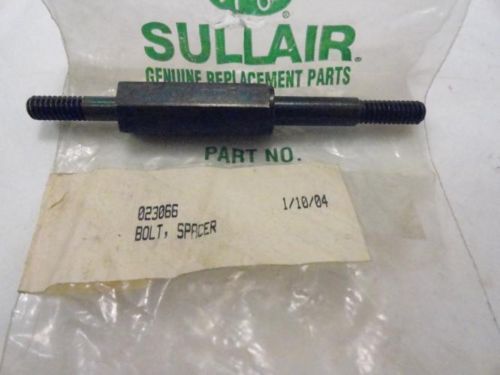 SULLAIR.
GENUINE REPLACEMENT PARTS
PART NO.
023066 1/10/04
BOLT, SPACER